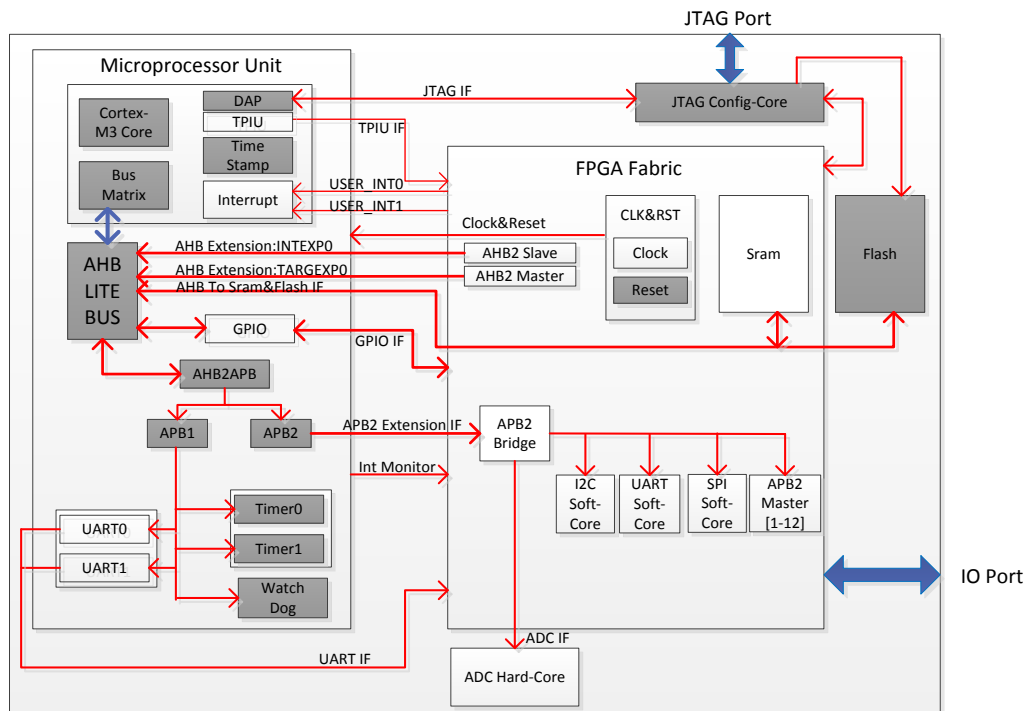 JTAG Port
Microprocessor Unit
Cortex-
M3 Core
DAP
TPIU
Time
Stamp
Bus
Matrix
Interrupt
JTAG IF
TPIU IF
JTAG Config-Core
USER_INT0
USER_INT1
FPGA Fabric
Clock&Reset
CLK&RST
Clock
Reset
Sram
Flash
AHB
LITE
BUS
AHB Extension:INTEXP0
AHB2 Slave
AHB Extension:TARGEXP0
AHB2 Master
AHB To Sram&Flash IF
GPIO
GPIO IF
AHB2APB
APB1
APB2
APB2 Extension IF
APB2
Bridge
Int Monitor
I2C
Soft-
Core
UART
Soft-
Core
SPI
Soft-
Core
APB2
Master
[1-12]
UART0
UART1
Timer0
Timer1
Watch
Dog
IO Port
UART IF
ADC IF
ADC Hard-Core